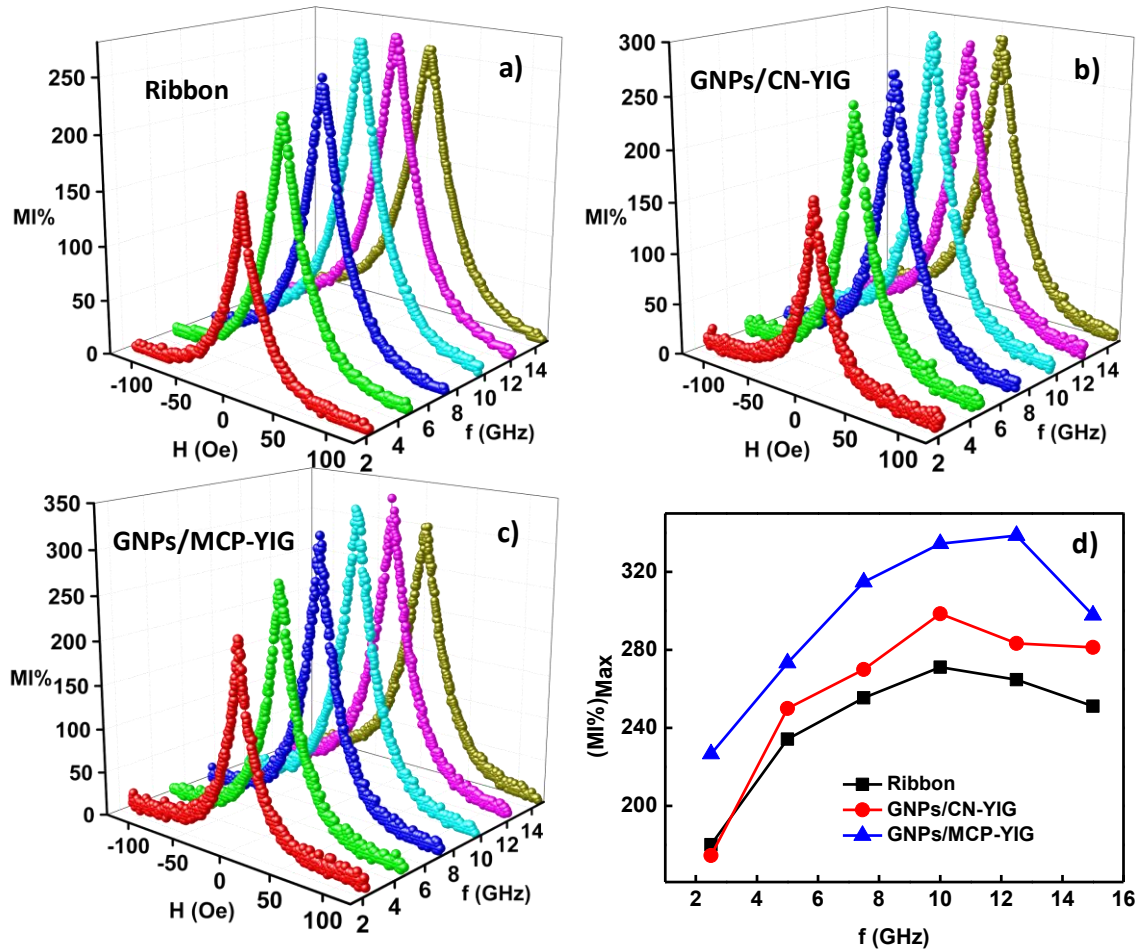 a)
Ribbon
250
200
150
MI%
100
50
0
-100
-50
0
50
100
H (Oe)
2
4
6
8
10
12
14
f (GHz)
b)
GNPs/CN-YIG
300
250
200
150
MI%
100
50
0
-100
-50
0
50
100
H (Oe)
2
4
6
8
10
12
14
f (GHz)
c)
GNPs/MCP-YIG
350
300
250
200
150
MI%
100
50
0
-100
-50
0
50
100
H (Oe)
2
4
6
8
10
12
14
f (GHz)
d)
320
280
240
200
(MI%)Max
Ribbon
GNPs/CN-YIG
GNPs/MCP-YIG
2 4 6 8 10 12 14 16
f (GHz)